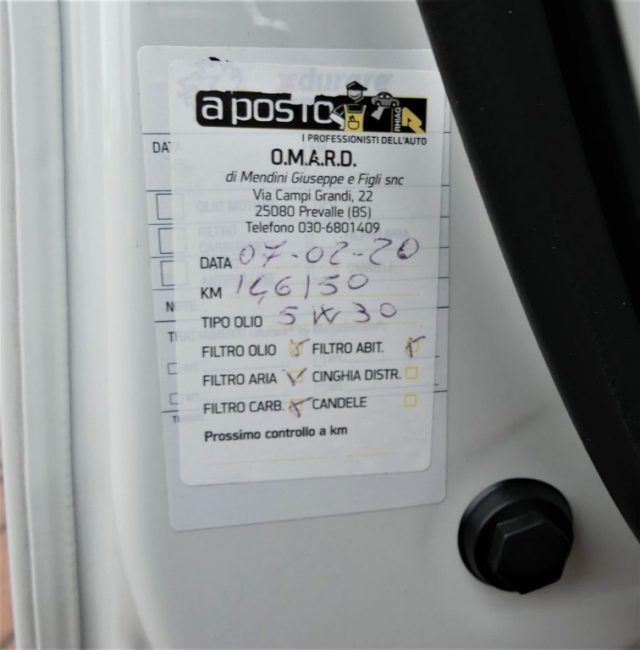 a posto
RHIAG
I PROFESSIONISTI DELL'AUTO
O.M.A.R.D.
di Mendini Giuseppe e Figli snc
Via Campi Grandi, 22
25080 Prevalle (BS)
Telefono 030-6801409
DATA 07-02-20
KM 146150
TIPO OLIO 5W30
FILTRO OLIO FILTRO ABIT.
FILTRO ARIA CINGHIA DISTR.
FILTRO CARB. CANDELE
Prossimo controllo a km